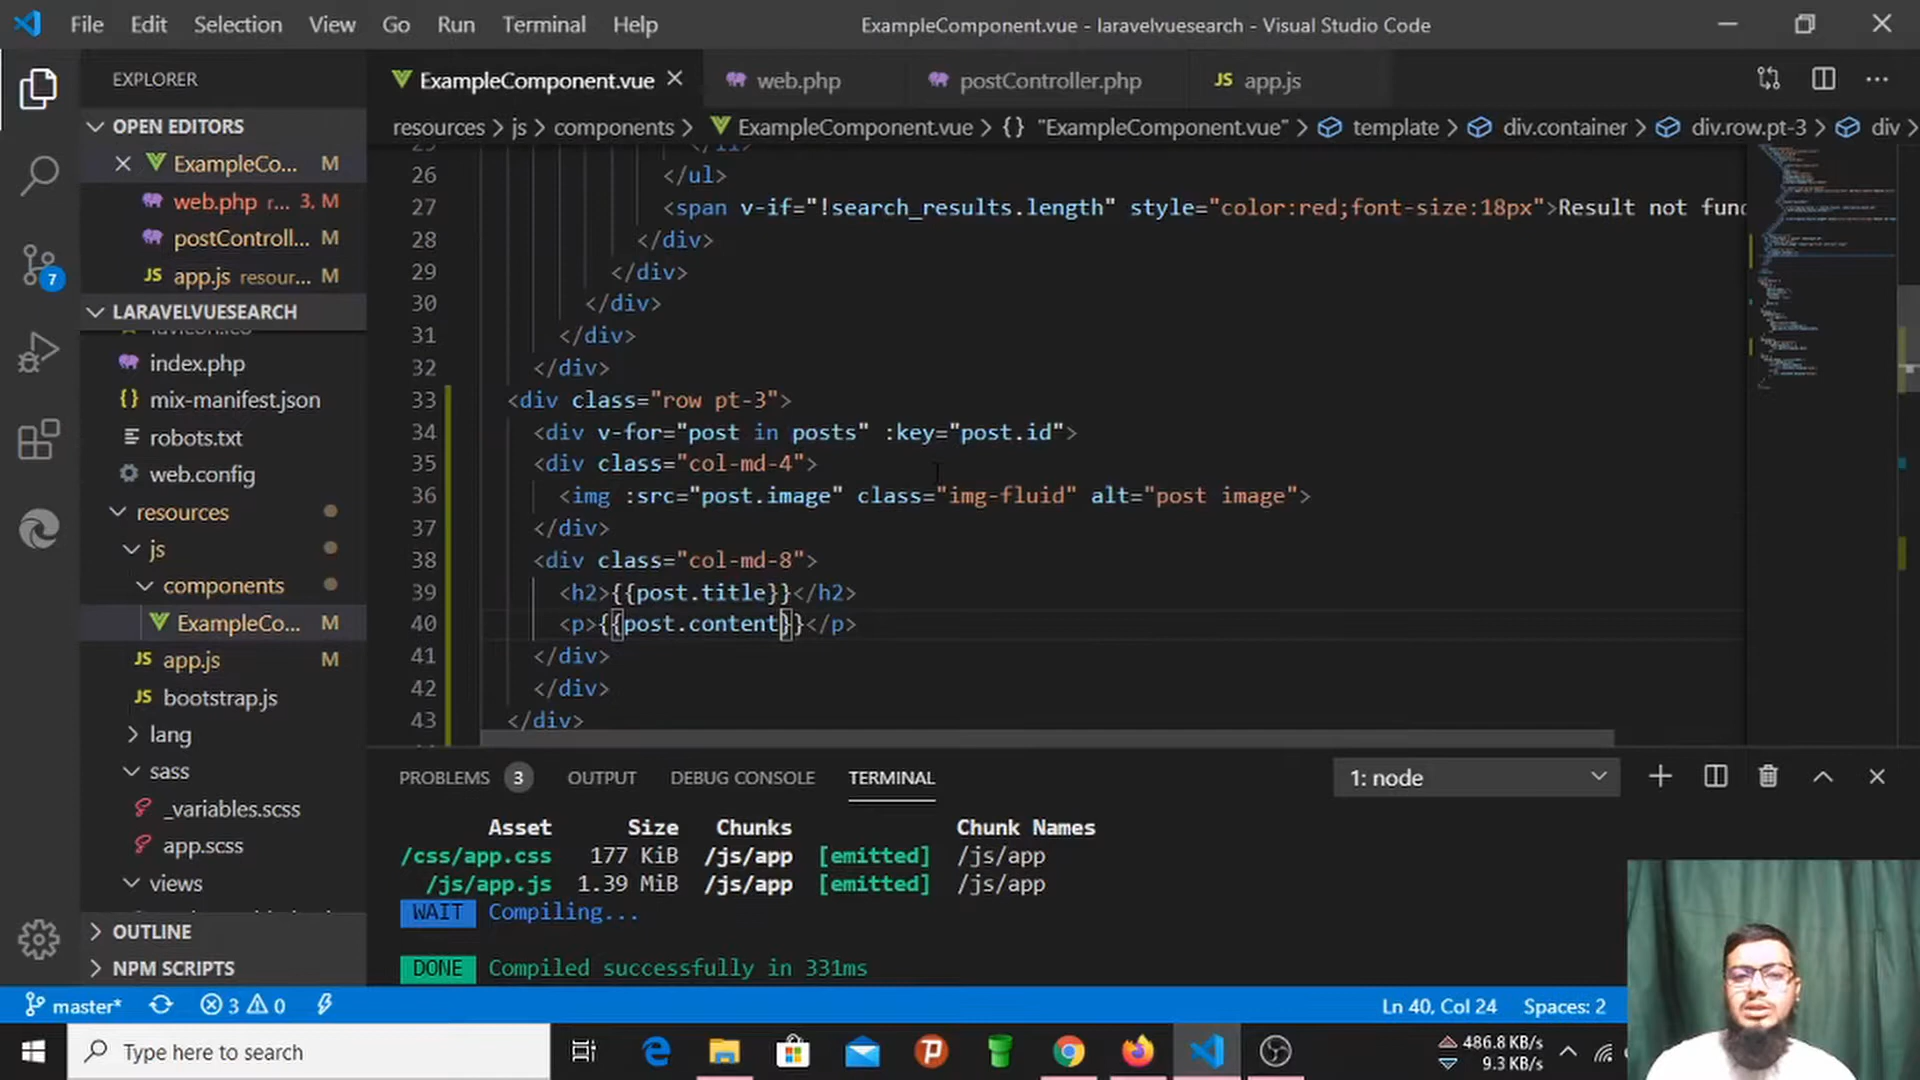 File Edit Selection View Go Run Terminal Help
ExampleComponent.vue - laravelvuesearch - Visual Studio Code
EXPLORER
OPEN EDITORS
ExampleCo... M
web.php r... 3, M
postControll... M
JS app.js resour... M
LARAVELVUESEARCH
index.php
{} mix-manifest.json
robots.txt
web.config
resources
js
components
ExampleCo... M
JS app.js M
JS bootstrap.js
lang
sass
_variables.scss
app.scss
views
OUTLINE
NPM SCRIPTS
7
ExampleComponent.vue
web.php
postController.php
JS app.js
resources > js > components > ExampleComponent.vue > {} "ExampleComponent.vue" > template > div.container > div.row.pt-3 > div >
26 </ul>
27 <span v-if="!search_results.length" style="color:red;font-size:18px">Result not func
28 </div>
29 </div>
30 </div>
31 </div>
32 </div>
33 <div class="row pt-3">
34 <div v-for="post in posts" :key="post.id">
35 <div class="col-md-4">
36 <img :src="post.image" class="img-fluid" alt="post image">
37 </div>
38 <div class="col-md-8">
39 <h2>{{post.title}}</h2>
40 <p>{{post.content}}</p>
41 </div>
42 </div>
43 </div>
PROBLEMS 3 OUTPUT DEBUG CONSOLE TERMINAL
1: node
Asset Size Chunks Chunk Names
/css/app.css 177 KiB /js/app [emitted] /js/app
/js/app.js 1.39 MiB /js/app [emitted] /js/app
WAIT Compiling...
DONE Compiled successfully in 331ms
master* 3 0
Ln 40, Col 24 Spaces: 2
Type here to search
486.8 KB/s
9.3 KB/s